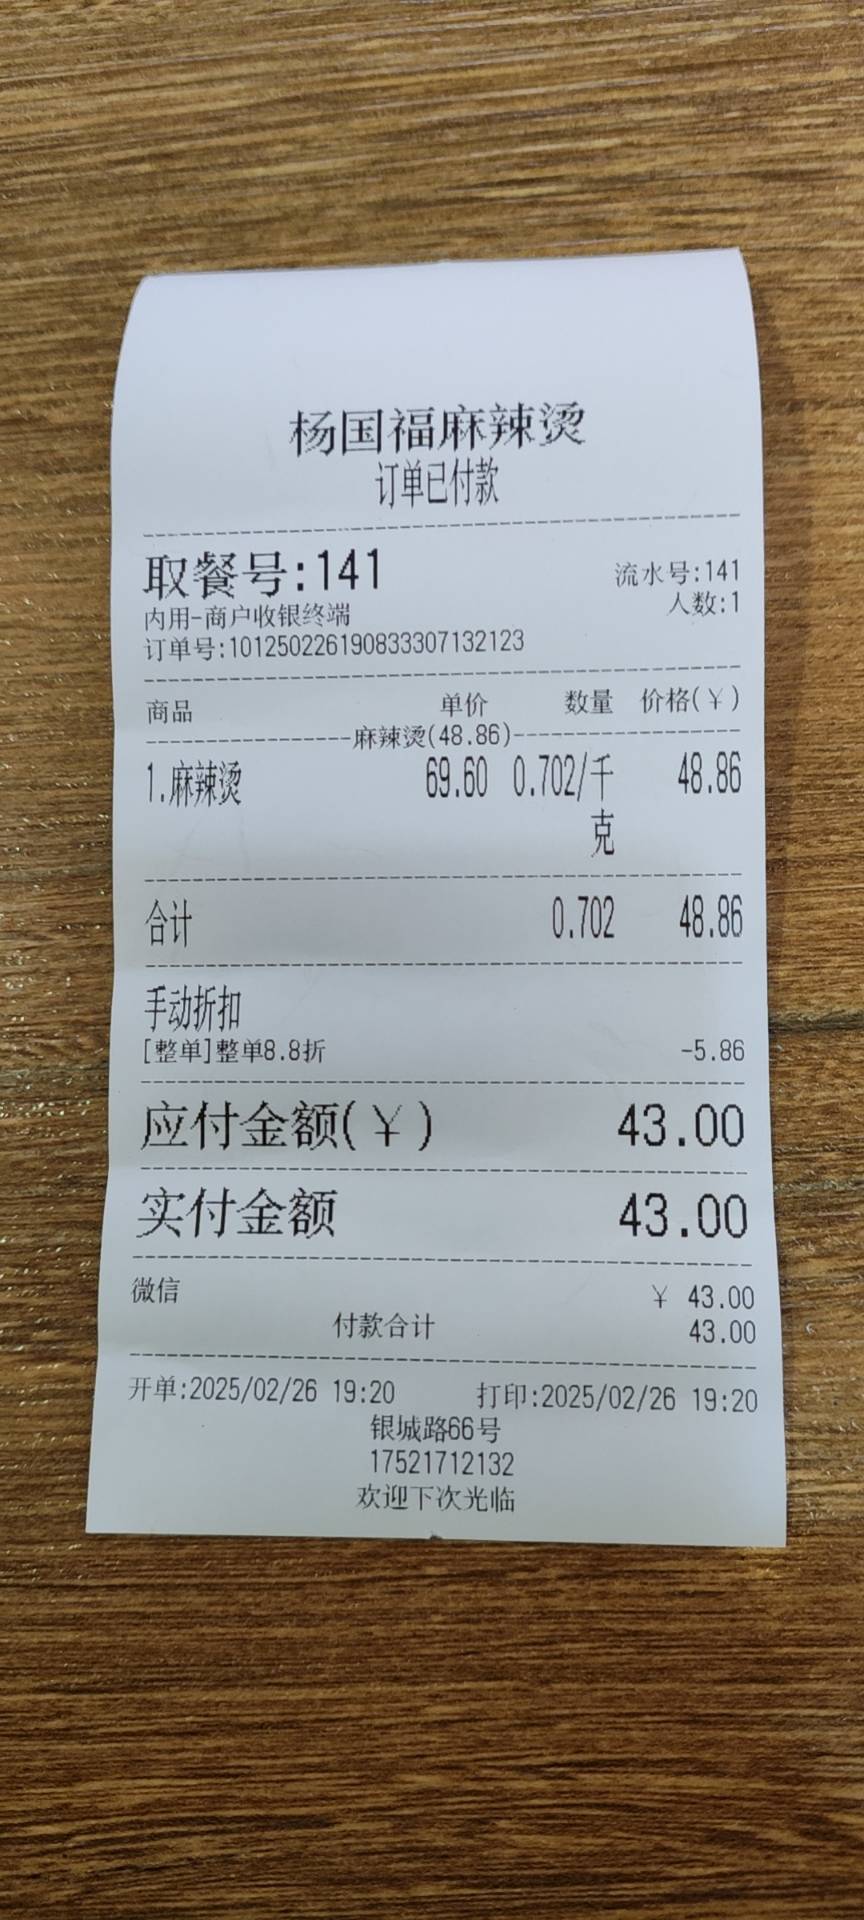 杨国福麻辣烫
订单已付款
取餐号:141
流水号:141
人数:1
内用-商户收银终端
订单号:101250226190833307132123
商品 单价 数量 价格(¥)
麻辣烫(48.86)
1.麻辣烫 69.60 0.702/千克 48.86
合计 0.702 48.86
手动折扣
[整单]整单8.8折 -5.86
应付金额(¥) 43.00
实付金额 43.00
微信 ¥ 43.00
付款合计 43.00
开单:2025/02/26 19:20 打印:2025/02/26 19:20
银城路66号
17521712132
欢迎下次光临